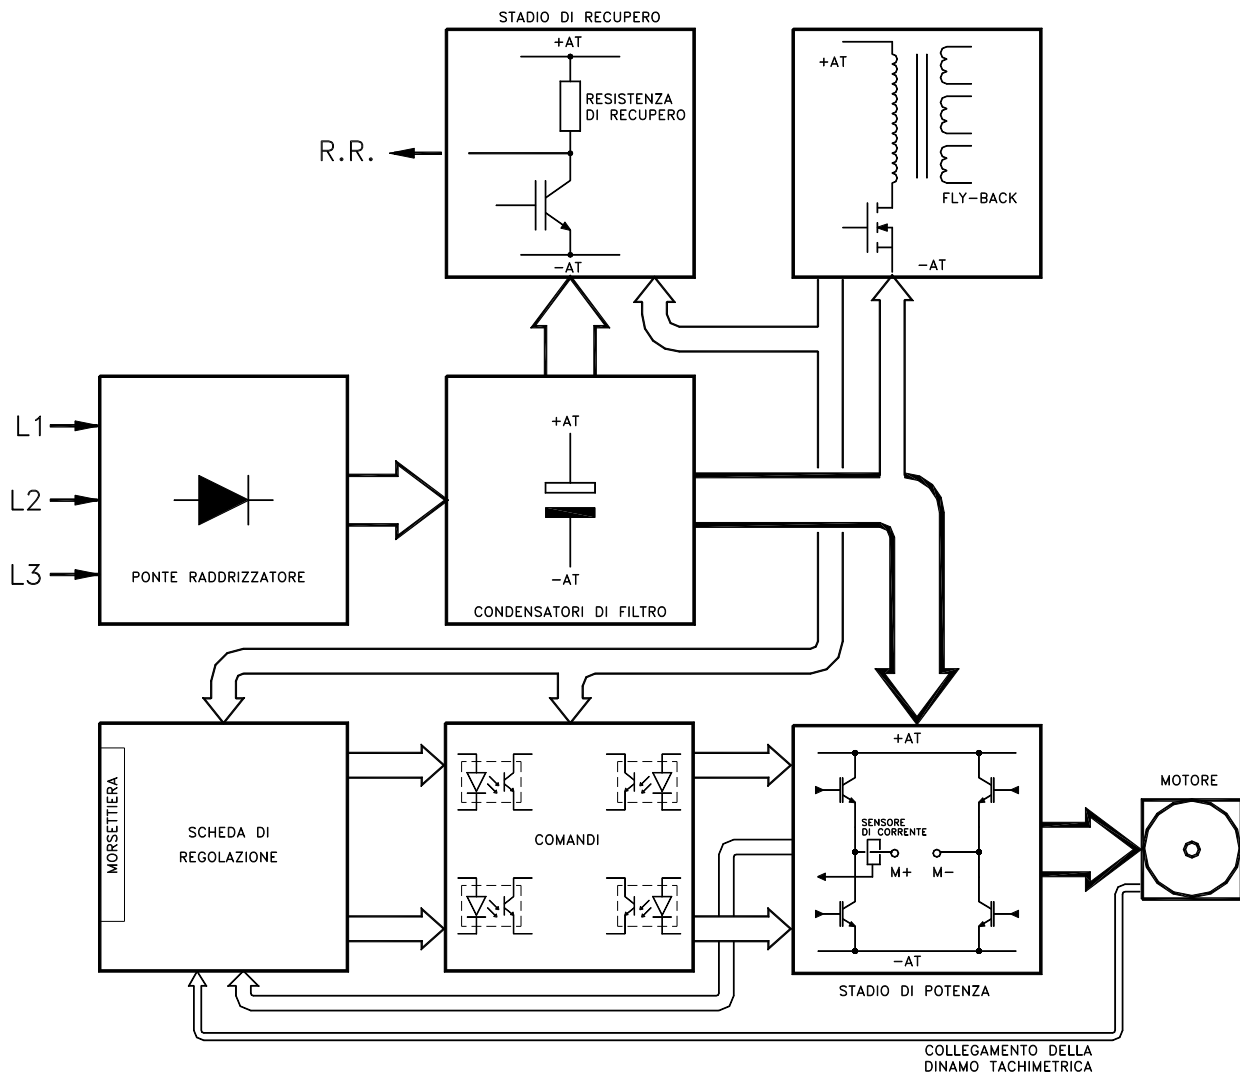 STADIO DI RECUPERO
+AT
RESISTENZA
DI RECUPERO
R.R.
-AT
+AT
FLY-BACK
-AT
L1
L2
L3
PONTE RADDRIZZATORE
+AT
-AT
CONDENSATORI DI FILTRO
MORSETTIERA
SCHEDA DI
REGOLAZIONE
COMANDI
+AT
SENSORE
DI CORRENTE
M+ M-
-AT
STADIO DI POTENZA
MOTORE
COLLEGAMENTO DELLA
DINAMO TACHIMETRICA